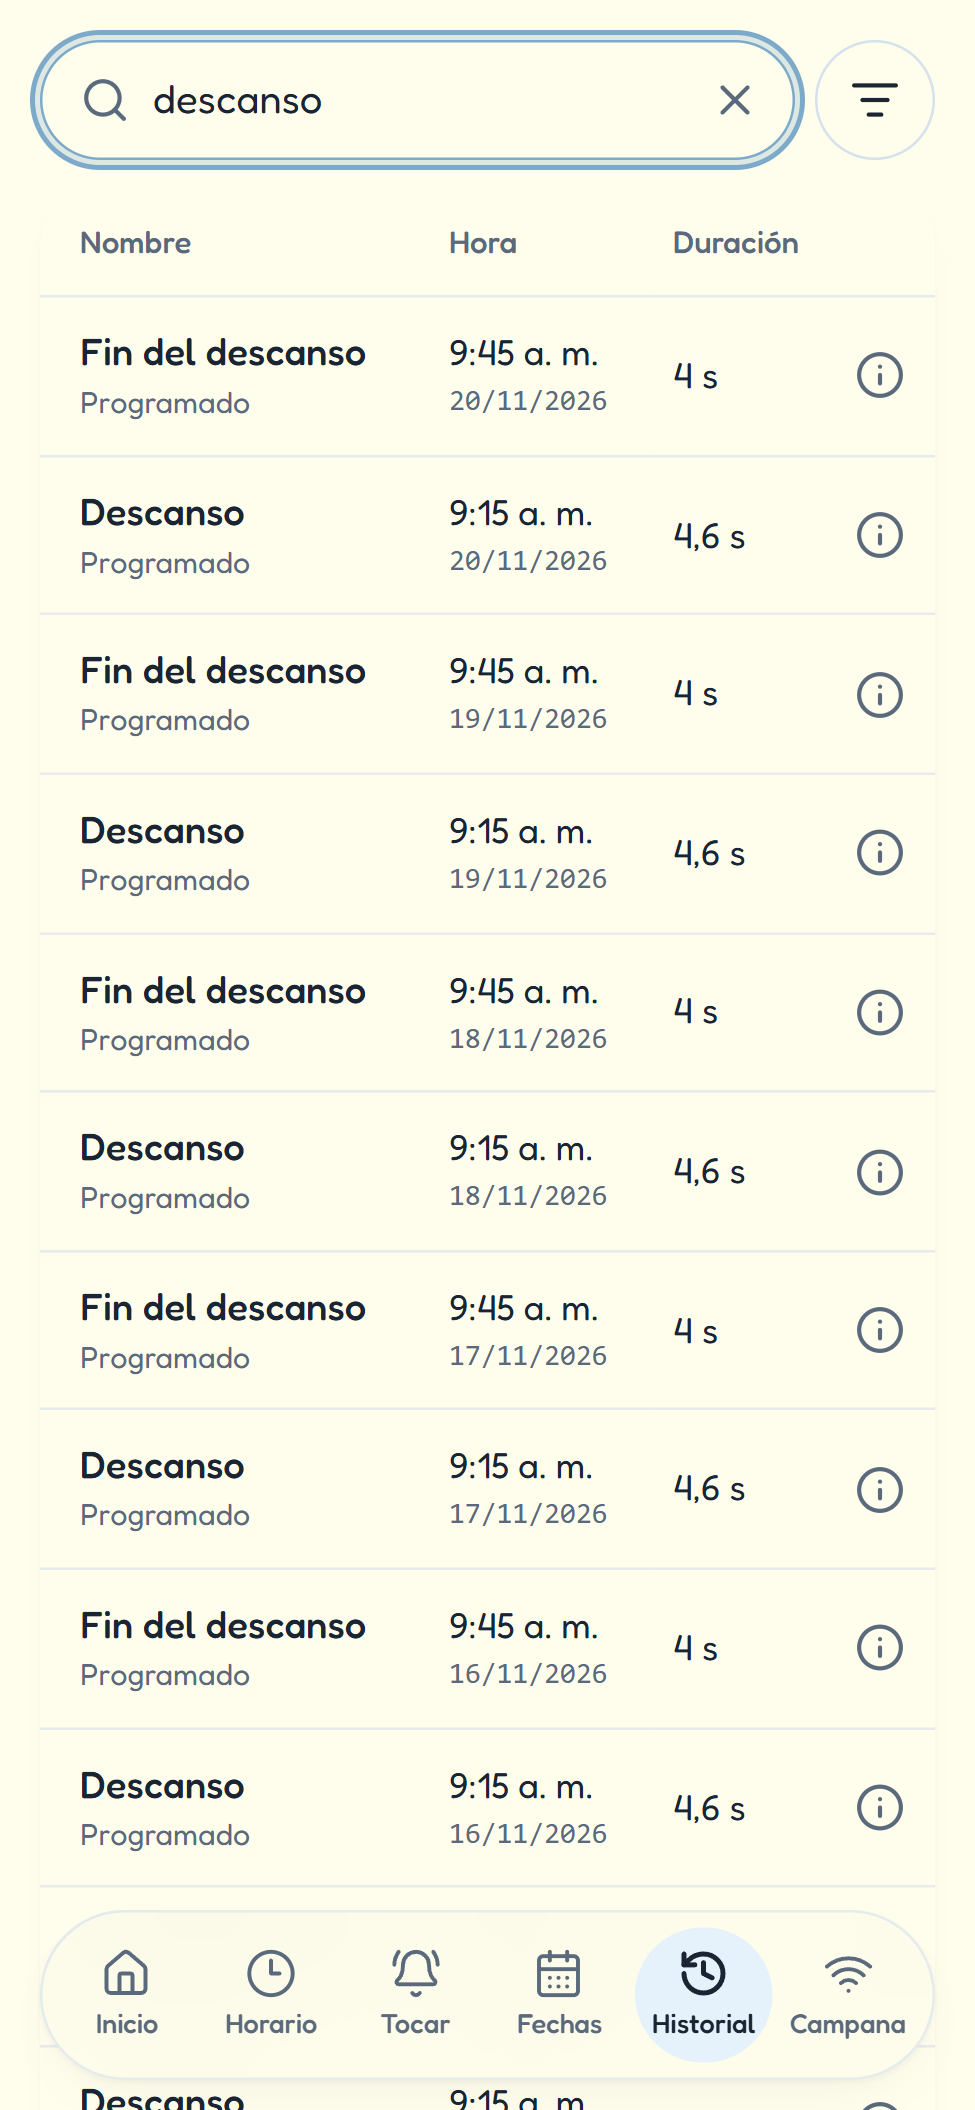 descanso
Nombre Hora Duración
Fin del descanso 9:45 a. m. 4 s
Programado 20/11/2026
Descanso 9:15 a. m. 4,6 s
Programado 20/11/2026
Fin del descanso 9:45 a. m. 4 s
Programado 19/11/2026
Descanso 9:15 a. m. 4,6 s
Programado 19/11/2026
Fin del descanso 9:45 a. m. 4 s
Programado 18/11/2026
Descanso 9:15 a. m. 4,6 s
Programado 18/11/2026
Fin del descanso 9:45 a. m. 4 s
Programado 17/11/2026
Descanso 9:15 a. m. 4,6 s
Programado 17/11/2026
Fin del descanso 9:45 a. m. 4 s
Programado 16/11/2026
Descanso 9:15 a. m. 4,6 s
Programado 16/11/2026
Inicio Horario Tocar Fechas Historial Campana
Descanso 9:15 a. m.